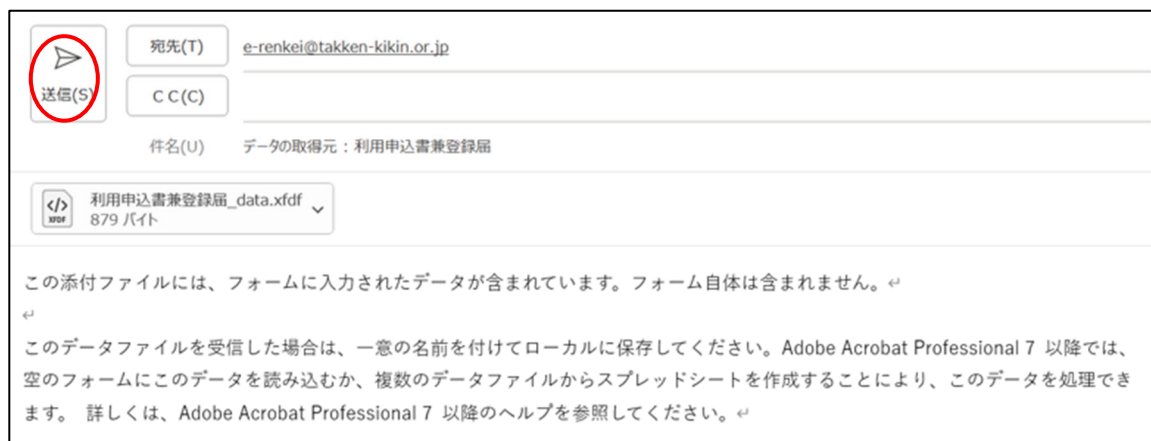 宛先(T) e-renkei@takken-kikin.or.jp
送信(S)
CC(C)
件名(U) データの取得元：利用申込書兼登録届
</>
XFDF
利用申込書兼登録届_data.xfdf
879 バイト
この添付ファイルには、フォームに入力されたデータが含まれています。フォーム自体は含まれません。↵
↵
このデータファイルを受信した場合は、一意の名前を付けてローカルに保存してください。Adobe Acrobat Professional 7 以降では、
空のフォームにこのデータを読み込むか、複数のデータファイルからスプレッドシートを作成することにより、このデータを処理でき
ます。 詳しくは、Adobe Acrobat Professional 7 以降のヘルプを参照してください。↵